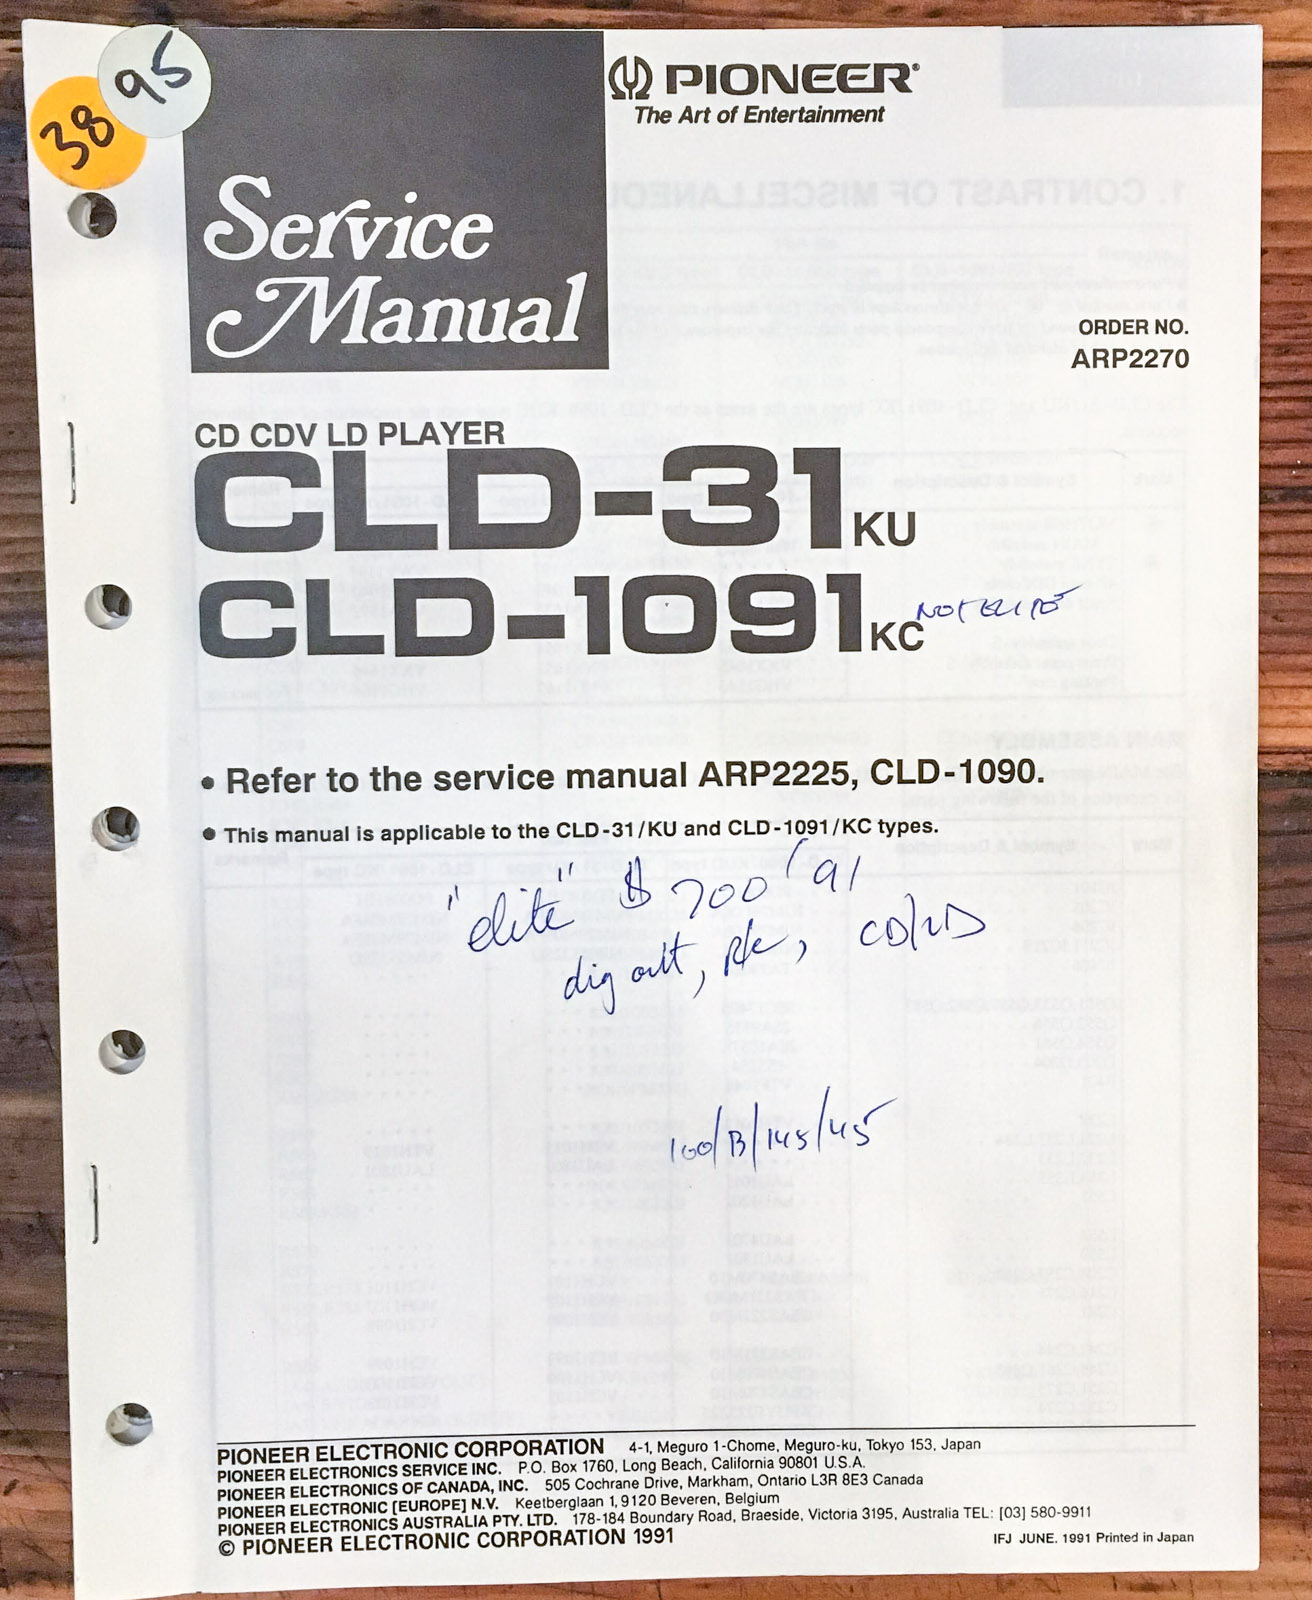 95
38
Service
Manual
PIONEER®
The Art of Entertainment
ORDER NO.
ARP2270
CD CDV LD PLAYER
CLD-31 KU
CLD-1091 KC
NOT ELITE
• Refer to the service manual ARP2225, CLD-1090.
• This manual is applicable to the CLD-31/KU and CLD-1091/KC types.
"elite" $700 '91
dig out, R/C, CD/LD
100/B/145/45
PIONEER ELECTRONIC CORPORATION 4-1, Meguro 1-Chome, Meguro-ku, Tokyo 153, Japan
PIONEER ELECTRONICS SERVICE INC. P.O. Box 1760, Long Beach, California 90801 U.S.A.
PIONEER ELECTRONICS OF CANADA, INC. 505 Cochrane Drive, Markham, Ontario L3R 8E3 Canada
PIONEER ELECTRONIC [EUROPE] N.V. Keetberglaan 1, 9120 Beveren, Belgium
PIONEER ELECTRONICS AUSTRALIA PTY. LTD. 178-184 Boundary Road, Braeside, Victoria 3195, Australia TEL: [03] 580-9911
© PIONEER ELECTRONIC CORPORATION 1991
IFJ JUNE. 1991 Printed in Japan